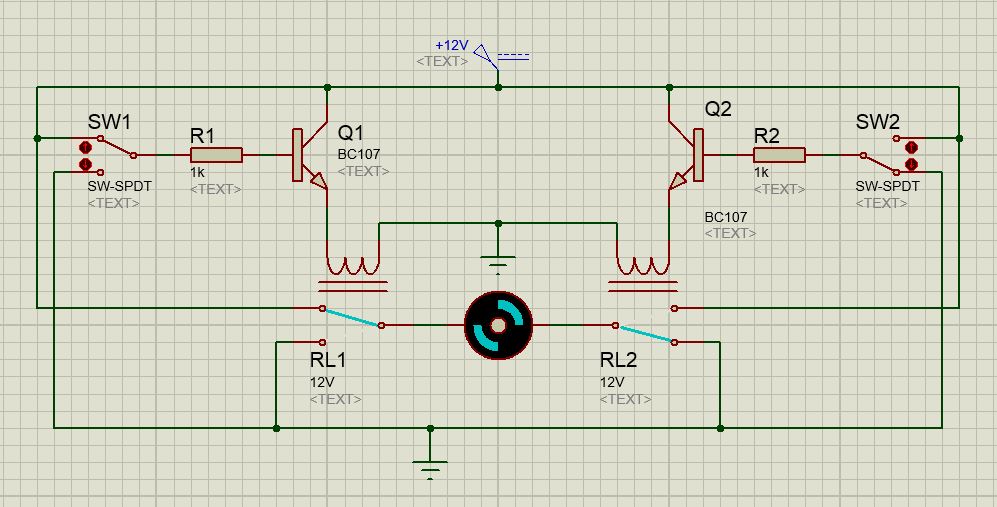 +12V
<TEXT>
SW1
SW-SPDT
<TEXT>
R1
1k
<TEXT>
Q1
BC107
<TEXT>
Q2
BC107
<TEXT>
R2
1k
<TEXT>
SW2
SW-SPDT
<TEXT>
RL1
12V
<TEXT>
RL2
12V
<TEXT>